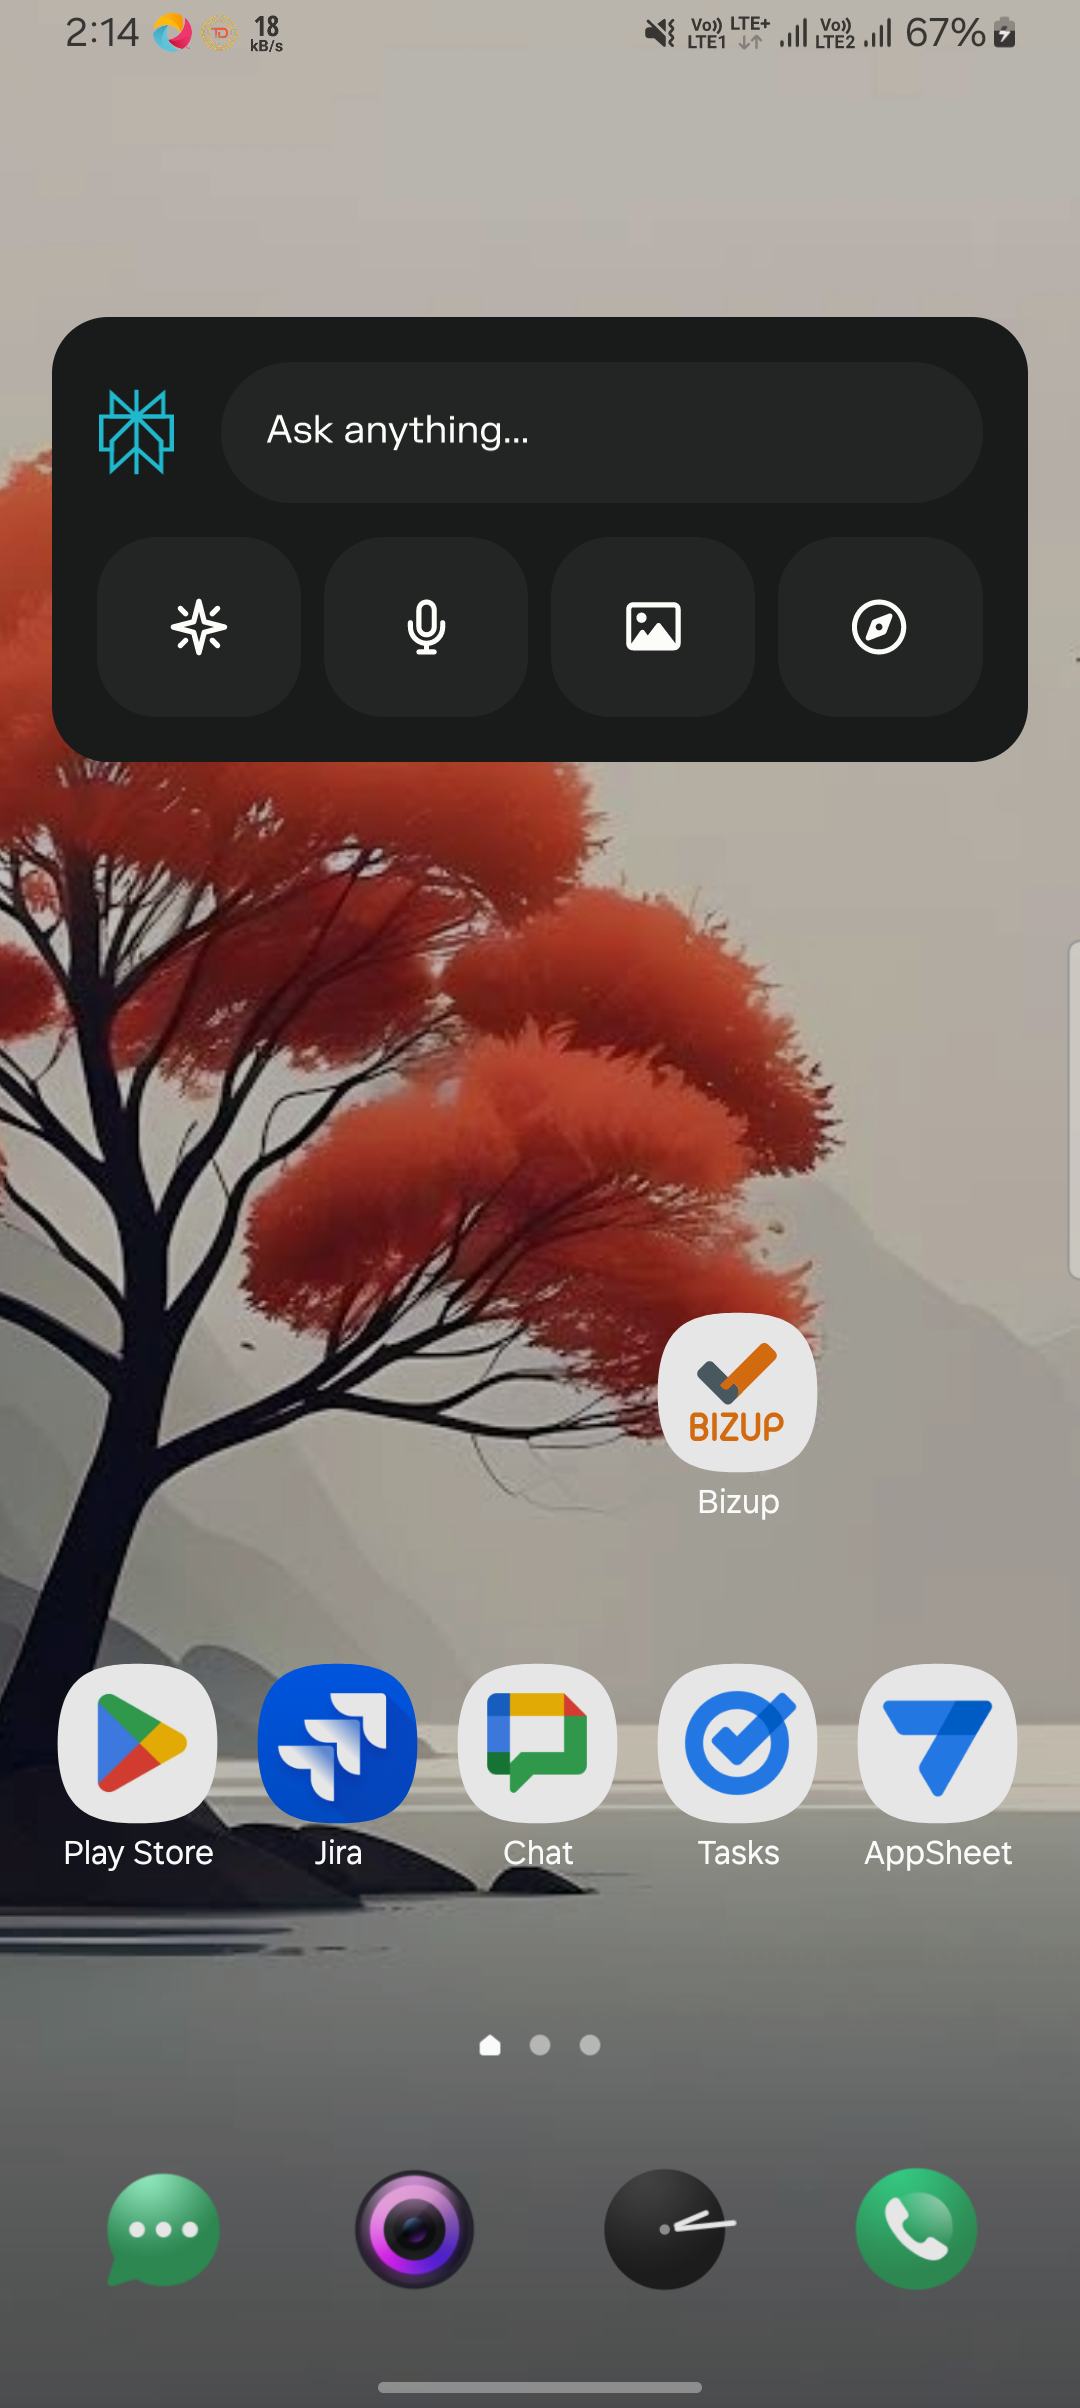 2:14 TD 18 kB/s Vo)) LTE1 LTE+ Vo)) LTE2 67%
Ask anything...
BIZUP
Bizup
Play Store Jira Chat Tasks AppSheet